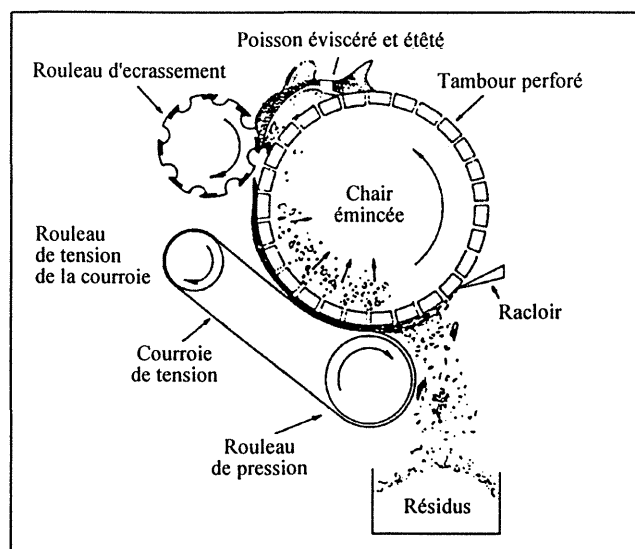 Poisson éviscéré et étêté
Rouleau d'ecrassement
Tambour perforé
Chair
émincée
Rouleau
de tension
de la courroie
Racloir
Courroie
de tension
Rouleau
de pression
Résidus